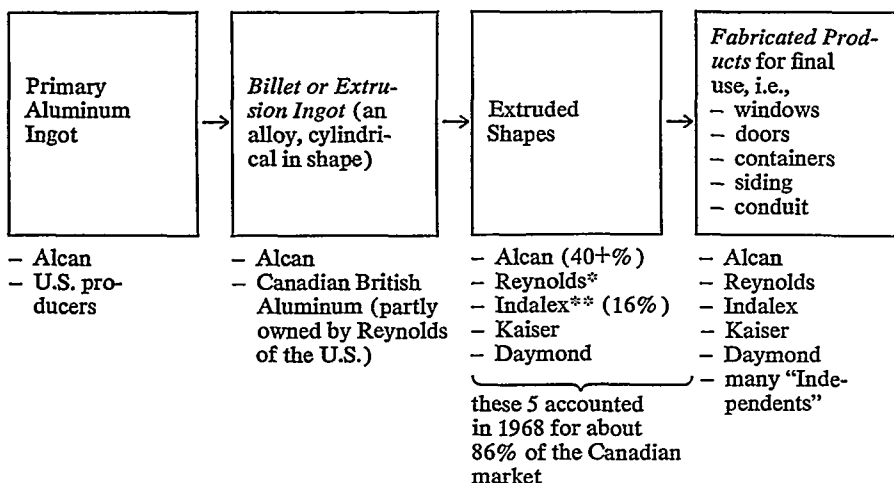 Primary
Aluminum
Ingot
Billet or Extru-
sion Ingot (an
alloy, cylindri-
cal in shape)
Extruded
Shapes
Fabricated Prod-
ucts for final
use, i.e.,
– windows
– doors
– containers
– siding
– conduit
– Alcan
– U.S. pro-
ducers
– Alcan
– Canadian British
Aluminum (partly
owned by Reynolds
of the U.S.)
– Alcan (40+%)
– Reynolds*
– Indalex** (16%)
– Kaiser
– Daymond
these 5 accounted
in 1968 for about
86% of the Canadian
market
– Alcan
– Reynolds
– Indalex
– Kaiser
– Daymond
– many “Inde-
pendents”